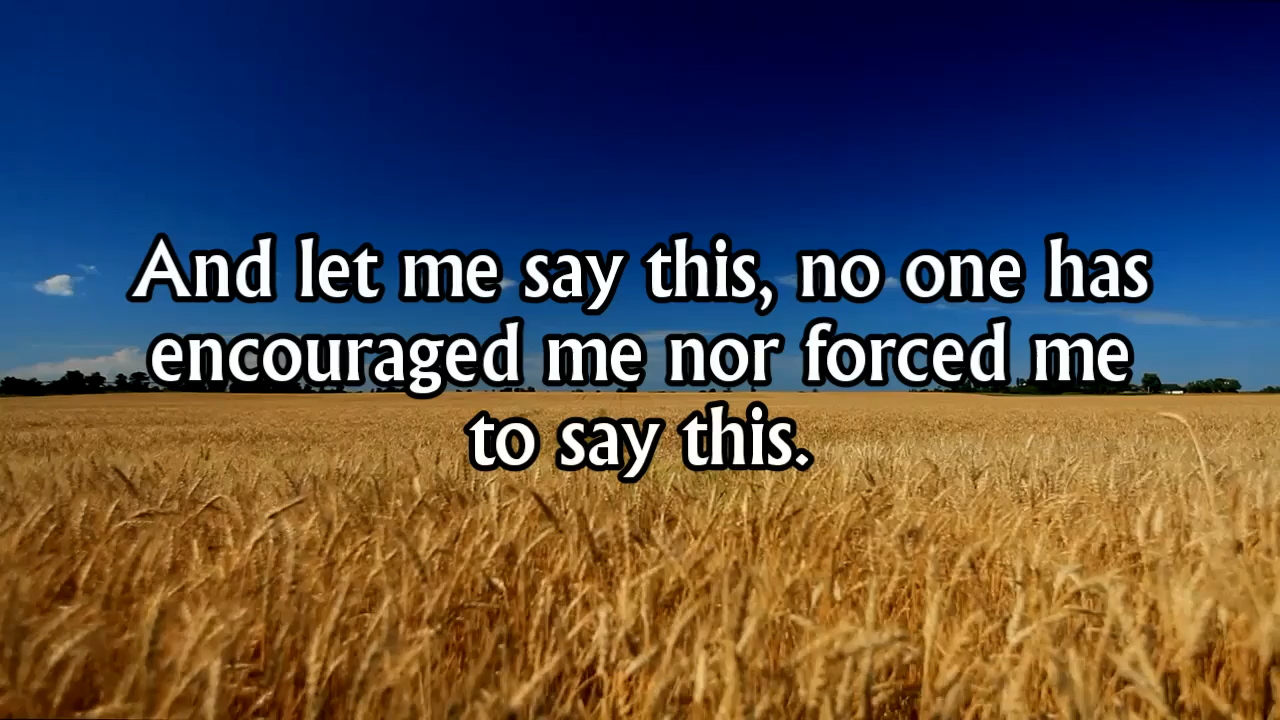 And let me say this, no one has
encouraged me nor forced me
to say this.